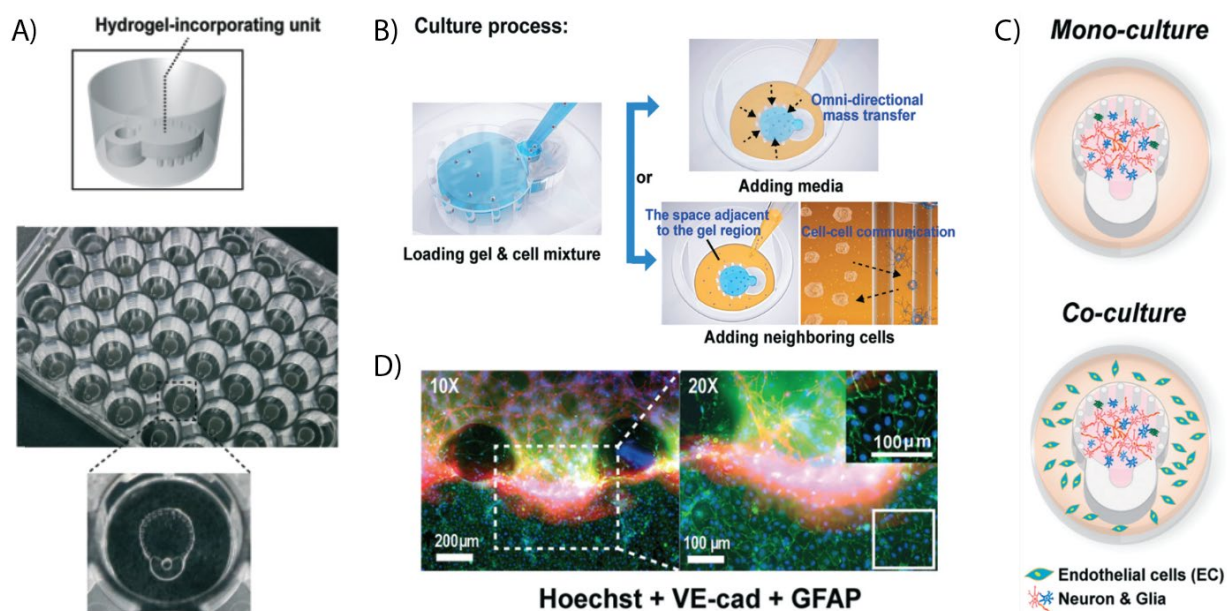 A)
Hydrogel-incorporating unit
B) Culture process:
Loading gel & cell mixture
or
Omni-directional
mass transfer
Adding media
The space adjacent
to the gel region
Cell-cell communication
Adding neighboring cells
C)
Mono-culture
Co-culture
Endothelial cells (EC)
Neuron & Glia
D)
10X
200μm
20X
100μm
100 μm
Hoechst + VE-cad + GFAP